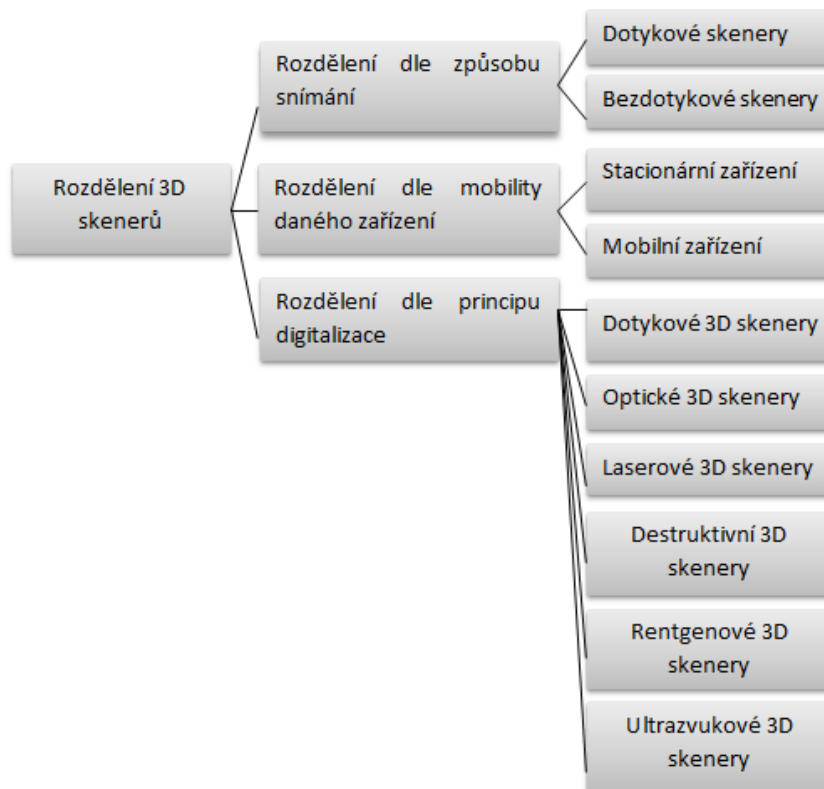 Rozdělení 3D
skenerů
Rozdělení dle způsobu
snímání
Dotykové skenery
Bezdotykové skenery
Rozdělení dle mobility
daného zařízení
Stacionární zařízení
Mobilní zařízení
Rozdělení dle principu
digitalizace
Dotykové 3D skenery
Optické 3D skenery
Laserové 3D skenery
Destruktivní 3D
skenery
Rentgenové 3D
skenery
Ultrazvukové 3D
skenery